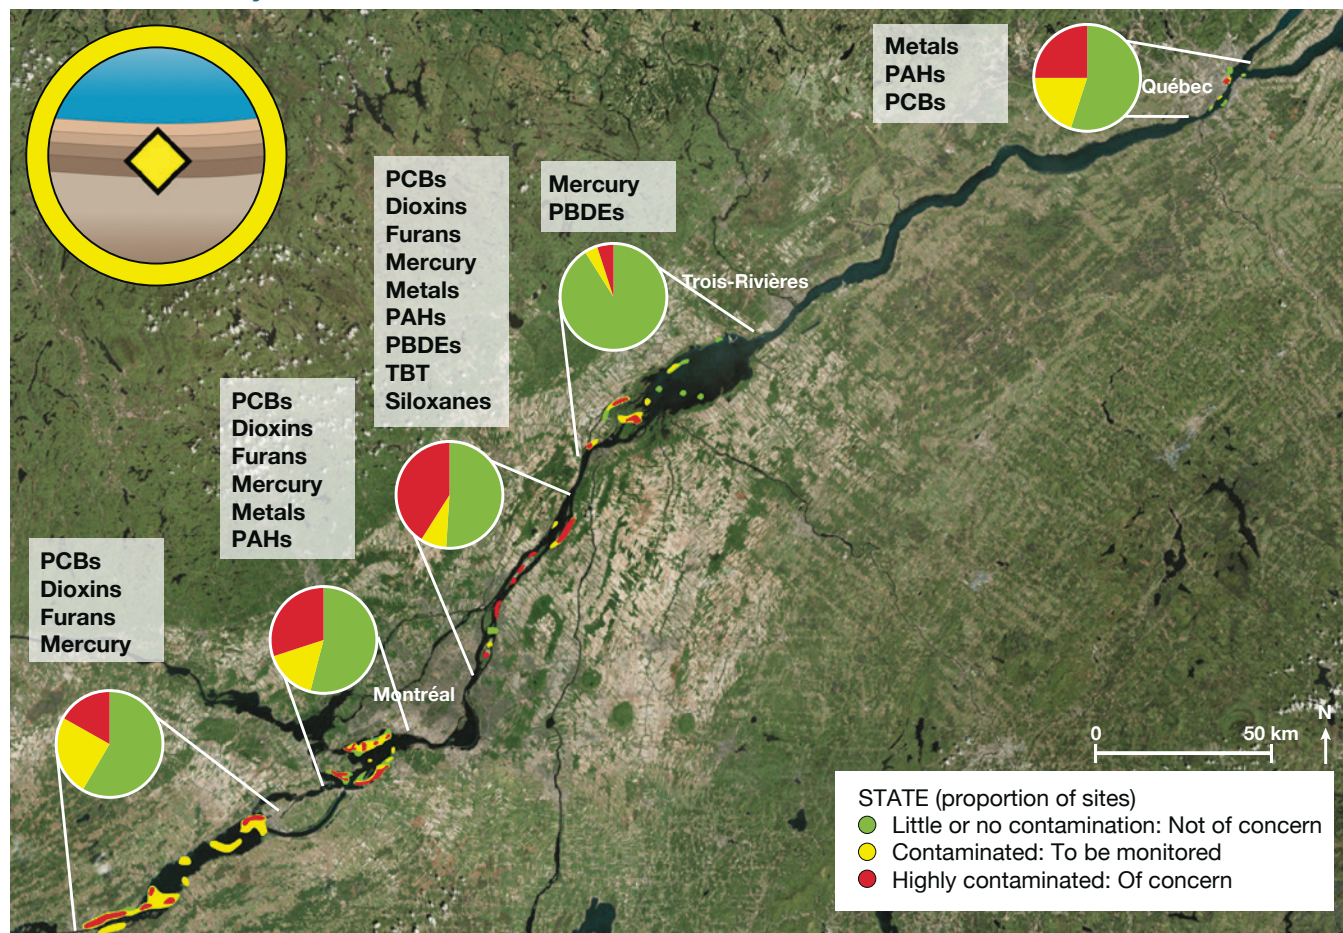 Metals
PAHs
PCBs
Québec
PCBs
Dioxins
Furans
Mercury
Metals
PAHs
PBDEs
TBT
Siloxanes
Mercury
PBDEs
Trois-Rivières
PCBs
Dioxins
Furans
Mercury
Metals
PAHs
PCBs
Dioxins
Furans
Mercury
Montréal
N
0 50 km
STATE (proportion of sites)
Little or no contamination: Not of concern
Contaminated: To be monitored
Highly contaminated: Of concern